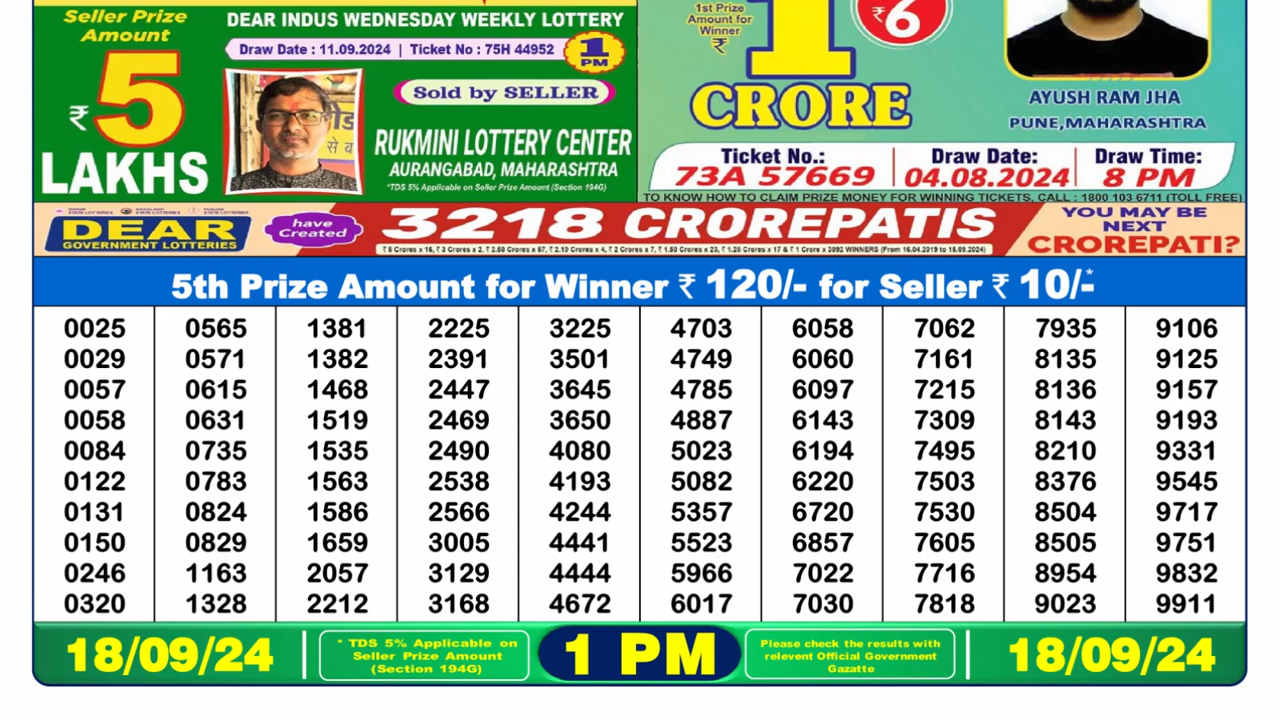 Seller Prize
Amount
₹ 5
LAKHS
DEAR INDUS WEDNESDAY WEEKLY LOTTERY
Draw Date : 11.09.2024 | Ticket No : 75H 44952
1
PM
Sold by SELLER
RUKMINI LOTTERY CENTER
AURANGABAD, MAHARASHTRA
*TDS 5% Applicable on Seller Prize Amount (Section 194G)
1st Prize
Amount for
Winner
₹
1
CRORE
₹6
AYUSH RAM JHA
PUNE,MAHARASHTRA
Ticket No.:
73A 57669
Draw Date:
04.08.2024
Draw Time:
8 PM
TO KNOW HOW TO CLAIM PRIZE MONEY FOR WINNING TICKETS, CALL : 1800 103 6711 (TOLL FREE)
DEAR
GOVERNMENT LOTTERIES
have
Created
3218 CROREPATIS
YOU MAY BE
NEXT
CROREPATI?
5th Prize Amount for Winner ₹ 120/- for Seller ₹ 10/-*
0025 0565 1381 2225 3225 4703 6058 7062 7935 9106
0029 0571 1382 2391 3501 4749 6060 7161 8135 9125
0057 0615 1468 2447 3645 4785 6097 7215 8136 9157
0058 0631 1519 2469 3650 4887 6143 7309 8143 9193
0084 0735 1535 2490 4080 5023 6194 7495 8210 9331
0122 0783 1563 2538 4193 5082 6220 7503 8376 9545
0131 0824 1586 2566 4244 5357 6720 7530 8504 9717
0150 0829 1659 3005 4441 5523 6857 7605 8505 9751
0246 1163 2057 3129 4444 5966 7022 7716 8954 9832
0320 1328 2212 3168 4672 6017 7030 7818 9023 9911
18/09/24
* TDS 5% Applicable on
Seller Prize Amount
(Section 194G)
1 PM
Please check the results with
relevent Official Government
Gazatte
18/09/24